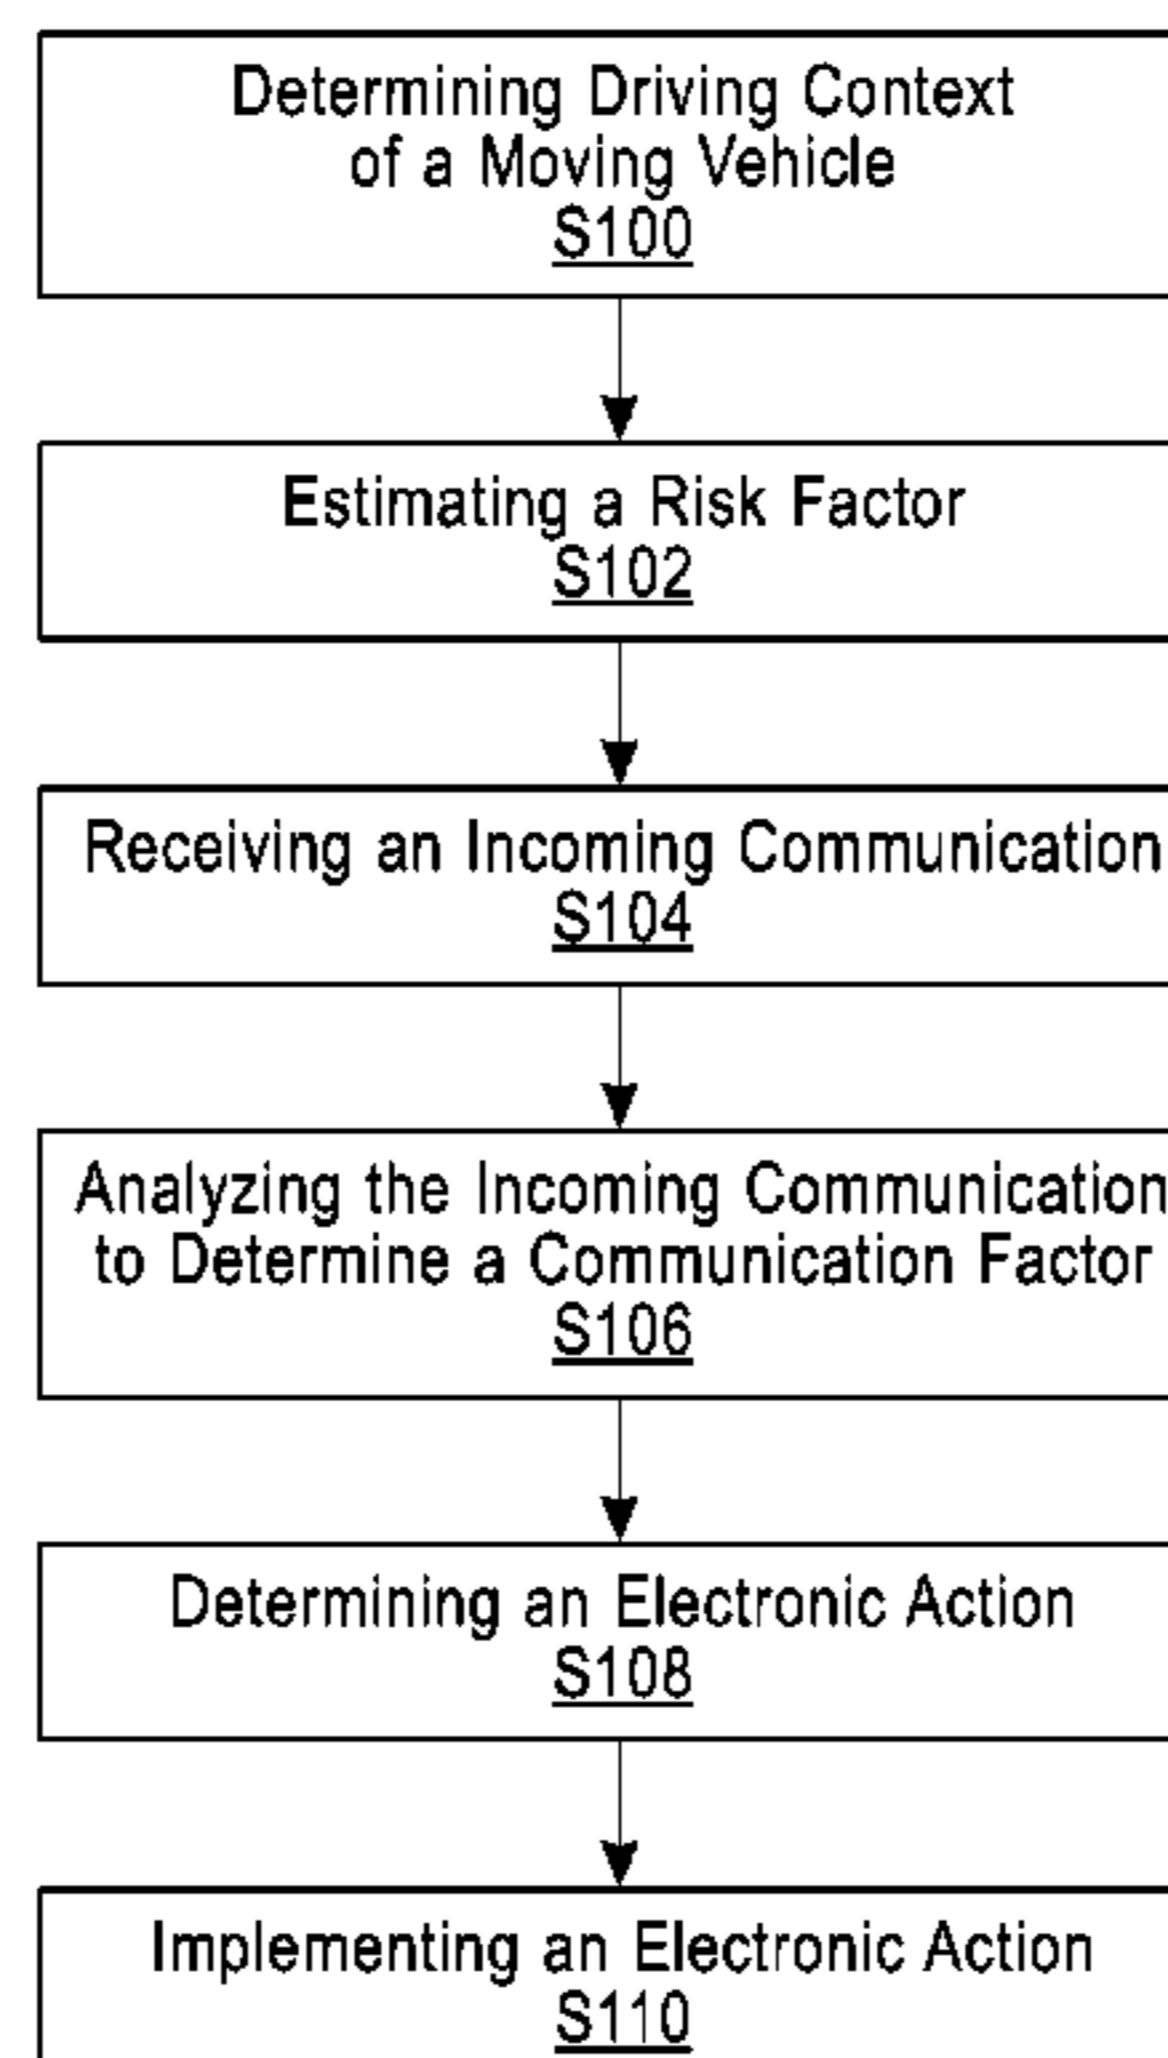 Determining Driving Context
of a Moving Vehicle
S100
Estimating a Risk Factor
S102
Receiving an Incoming Communication
S104
Analyzing the Incoming Communication
to Determine a Communication Factor
S106
Determining an Electronic Action
S108
Implementing an Electronic Action
S110